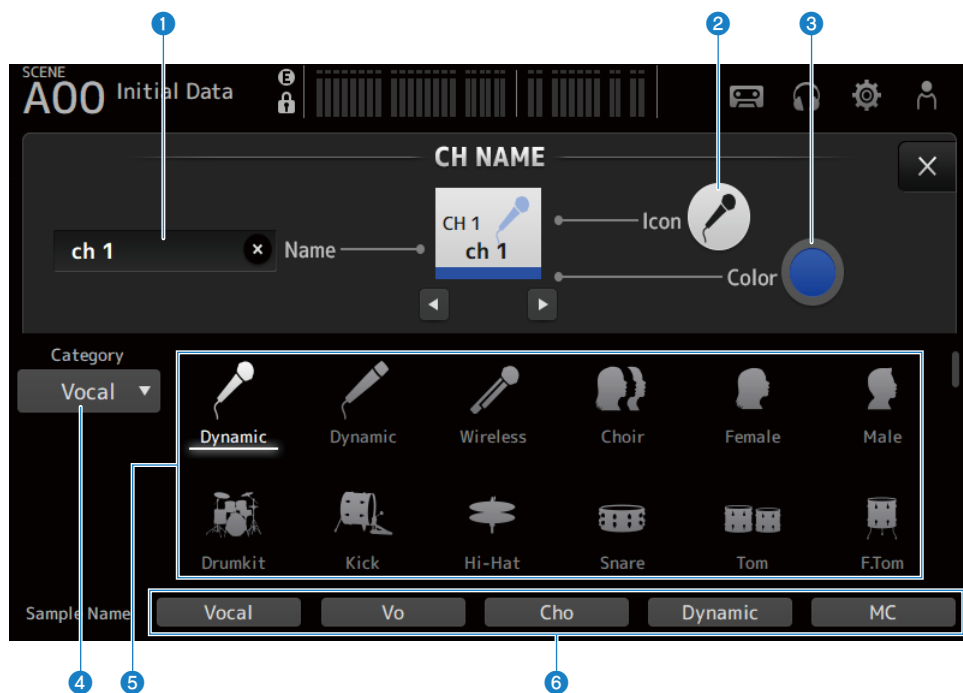 1 2 3
SCENE
A00 Initial Data E
CH NAME
CH 1
ch 1
ch 1 × Name
Icon
Color
Category
Vocal
Dynamic Dynamic Wireless Choir Female Male
Drumkit Kick Hi-Hat Snare Tom F.Tom
Sample Name Vocal Vo Cho Dynamic MC
4 5 6